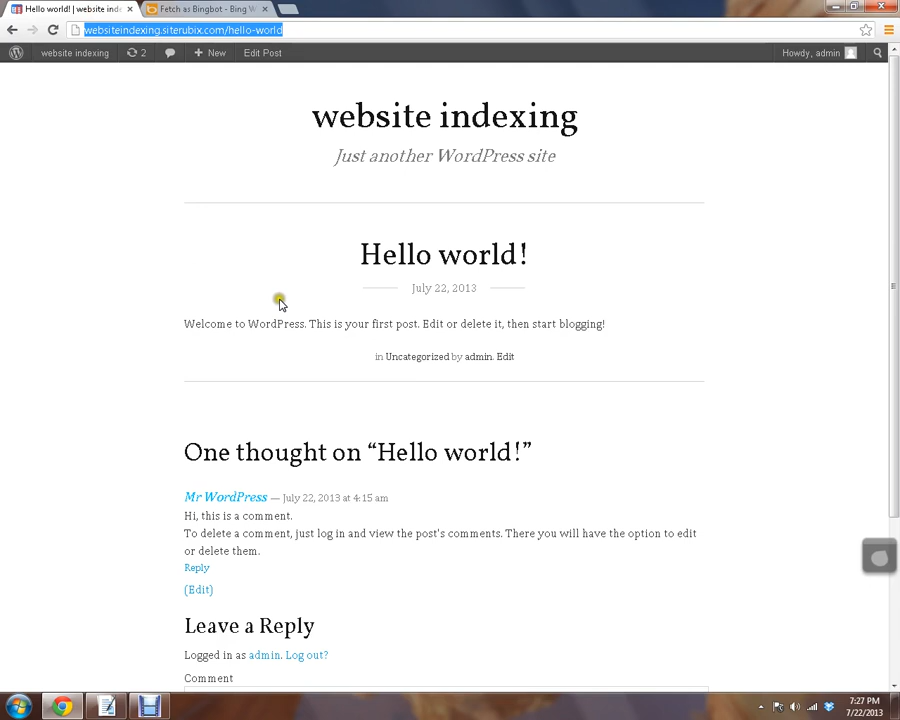 Hello world! | website inde
Fetch as Bingbot - Bing W
websiteindexing.siterubix.com/hello-world
website indexing 2 + New Edit Post Howdy, admin
website indexing
Just another WordPress site
Hello world!
July 22, 2013
Welcome to WordPress. This is your first post. Edit or delete it, then start blogging!
in Uncategorized by admin. Edit
One thought on “Hello world!”
Mr WordPress — July 22, 2013 at 4:15 am
Hi, this is a comment.
To delete a comment, just log in and view the post's comments. There you will have the option to edit
or delete them.
Reply
(Edit)
Leave a Reply
Logged in as admin. Log out?
Comment
7:27 PM
7/22/2013